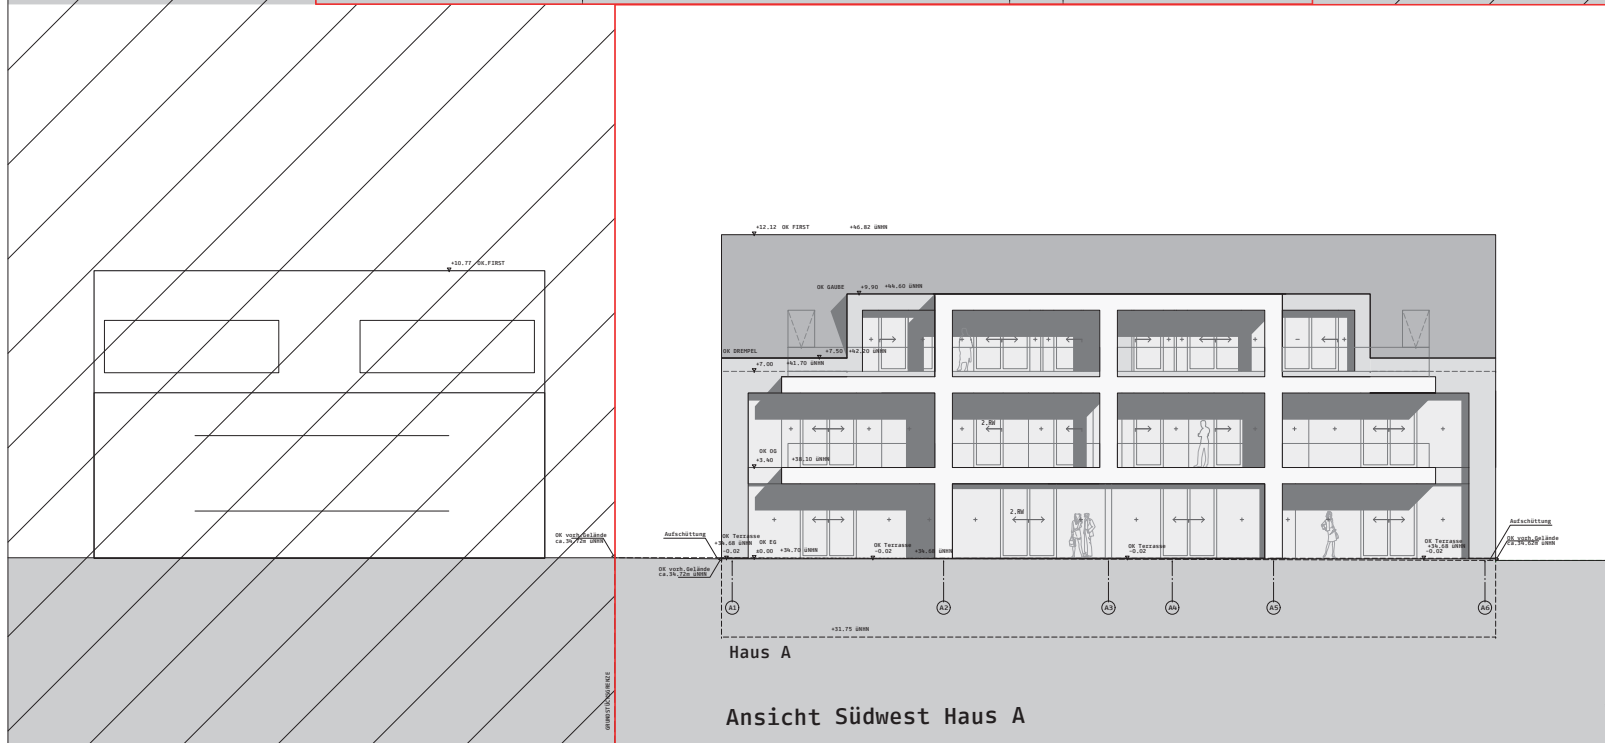 +12.12 OK FIRST +46.82 üNHN
+10.77 OK.FIRST
OK GAUBE +9.90 +44.60 üNHN
OK DREMPEL +7.50 +42.20 üNHN
+7.00 +41.70 üNHN
2.RW
OK OG
+3.40 +38.10 üNHN
2.RW
Aufschüttung
OK vorh.Gelände
ca.34.72m üNHN
Aufschüttung
OK Terrasse
+34.68 üNHN
-0.02
OK EG
±0.00 +34.70 üNHN
OK Terrasse
-0.02 +34.68 üNHN
OK Terrasse
-0.02
OK Terrasse
+34.68 üNHN
-0.02
OK vorh.Gelände
ca.34.62m üNHN
OK vorh.Gelände
ca.34.72m üNHN
A1 A2 A3 A4 A5 A6
+31.75 üNHN
Haus A
GRUNDSTÜCKSGRENZE
Ansicht Südwest Haus A